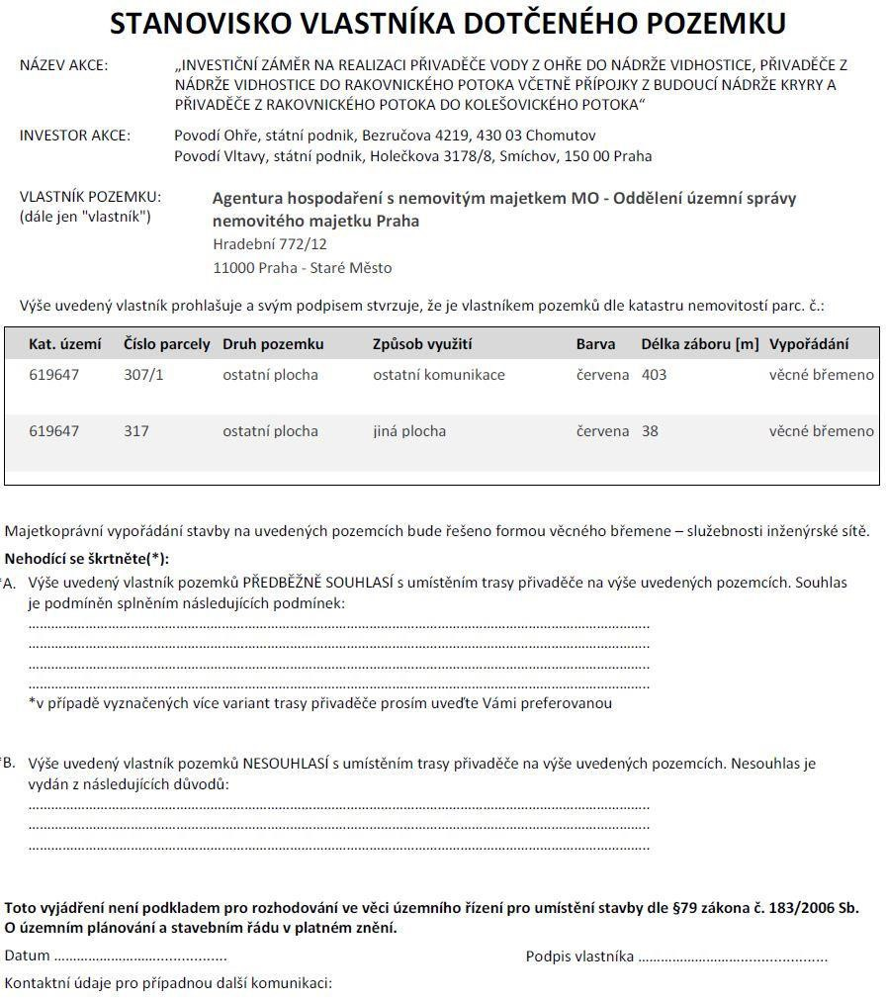 STANOVISKO VLASTNÍKA DOTČENÉHO POZEMKU
NÁZEV AKCE: „INVESTIČNÍ ZÁMĚR NA REALIZACI PŘIVADĚČE VODY Z OHŘE DO NÁDRŽE VIDHOSTICE, PŘIVADĚČE Z
NÁDRŽE VIDHOSTICE DO RAKOVNICKÉHO POTOKA VČETNĚ PŘÍPOJKY Z BUDOUCÍ NÁDRŽE KRYRY A
PŘIVADĚČE Z RAKOVNICKÉHO POTOKA DO KOLEŠOVICKÉHO POTOKA“
INVESTOR AKCE: Povodí Ohře, státní podnik, Bezručova 4219, 430 03 Chomutov
Povodí Vltavy, státní podnik, Holečkova 3178/8, Smíchov, 150 00 Praha
VLASTNÍK POZEMKU: Agentura hospodaření s nemovitým majetkem MO - Oddělení územní správy
(dále jen "vlastník") nemovitého majetku Praha
Hradební 772/12
11000 Praha - Staré Město
Výše uvedený vlastník prohlašuje a svým podpisem stvrzuje, že je vlastníkem pozemků dle katastru nemovitostí parc. č.:
Kat. území Číslo parcely Druh pozemku Způsob využití Barva Délka záboru [m] Vypořádání
619647 307/1 ostatní plocha ostatní komunikace červena 403 věcné břemeno
619647 317 ostatní plocha jiná plocha červena 38 věcné břemeno
Majetkoprávní vypořádání stavby na uvedených pozemcích bude řešeno formou věcného břemene – služebnosti inženýrské sítě.
Nehodící se škrtněte(*):
*A. Výše uvedený vlastník pozemků PŘEDBĚŽNĚ SOUHLASÍ s umístěním trasy přivaděče na výše uvedených pozemcích. Souhlas
je podmíněn splněním následujících podmínek:
……………………………………………………………………………………………………………
……………………………………………………………………………………………………………
……………………………………………………………………………………………………………
……………………………………………………………………………………………………………
*v případě vyznačených více variant trasy přivaděče prosím uveďte Vámi preferovanou
*B. Výše uvedený vlastník pozemků NESOUHLASÍ s umístěním trasy přivaděče na výše uvedených pozemcích. Nesouhlas je
vydán z následujících důvodů:
……………………………………………………………………………………………………………
……………………………………………………………………………………………………………
……………………………………………………………………………………………………………
Toto vyjádření není podkladem pro rozhodování ve věci územního řízení pro umístění stavby dle §79 zákona č. 183/2006 Sb.
O územním plánování a stavebním řádu v platném znění.
Datum ……………………….................. Podpis vlastníka ……………………….....................
Kontaktní údaje pro případnou další komunikaci: